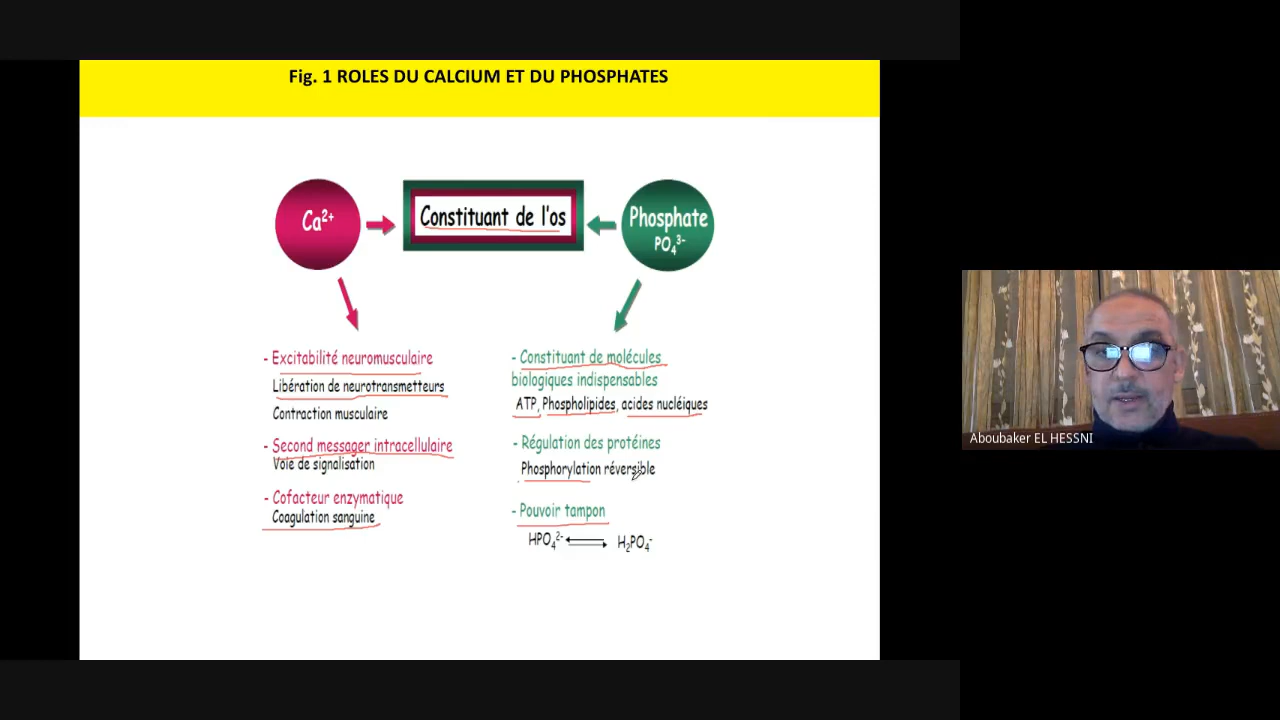 Fig. 1 ROLES DU CALCIUM ET DU PHOSPHATES
Ca²⁺
Constituant de l'os
Phosphate
PO₄³⁻
- Excitabilité neuromusculaire
Libération de neurotransmetteurs
Contraction musculaire
- Second messager intracellulaire
Voie de signalisation
- Cofacteur enzymatique
Coagulation sanguine
- Constituant de molécules
biologiques indispensables
ATP, Phospholipides, acides nucléiques
- Régulation des protéines
Phosphorylation réversible
- Pouvoir tampon
HPO₄²⁻ ⇌ H₂PO₄⁻
Aboubaker EL HESSNI